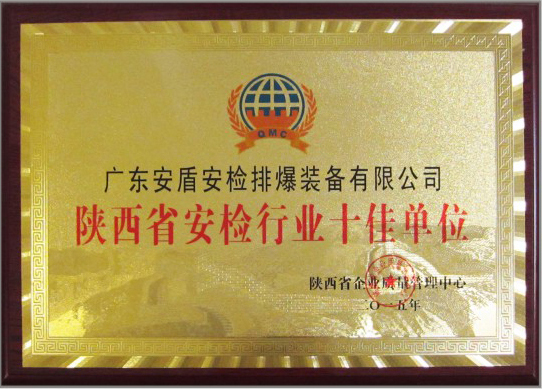 QMC
广东安盾安检排爆装备有限公司
陕西省安检行业十佳单位
陕西省企业质量管理中心
二〇一五年